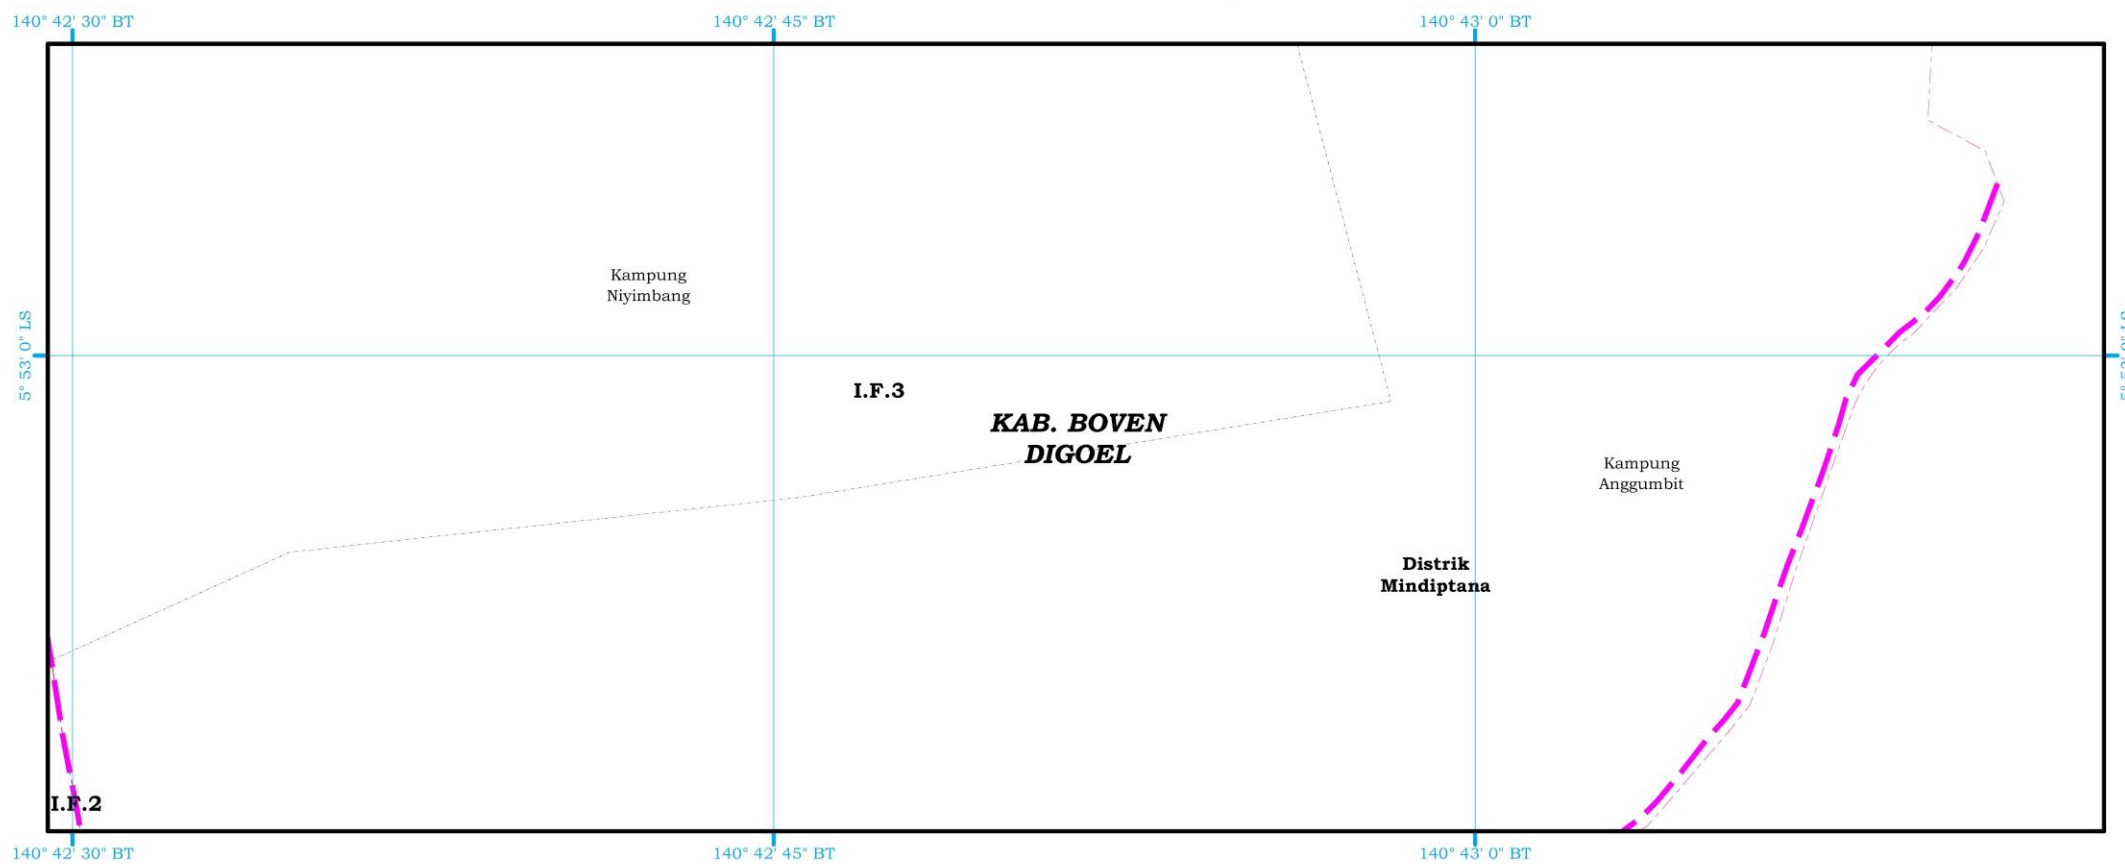 140° 42' 30" BT
140° 42' 45" BT
140° 43' 0" BT
Kampung
Niyimbang
5° 53' 0" LS
I.F.3
KAB. BOVEN
DIGOEL
Kampung
Anggumbit
Distrik
Mindiptana
I.F.2
140° 42' 30" BT
140° 42' 45" BT
140° 43' 0" BT